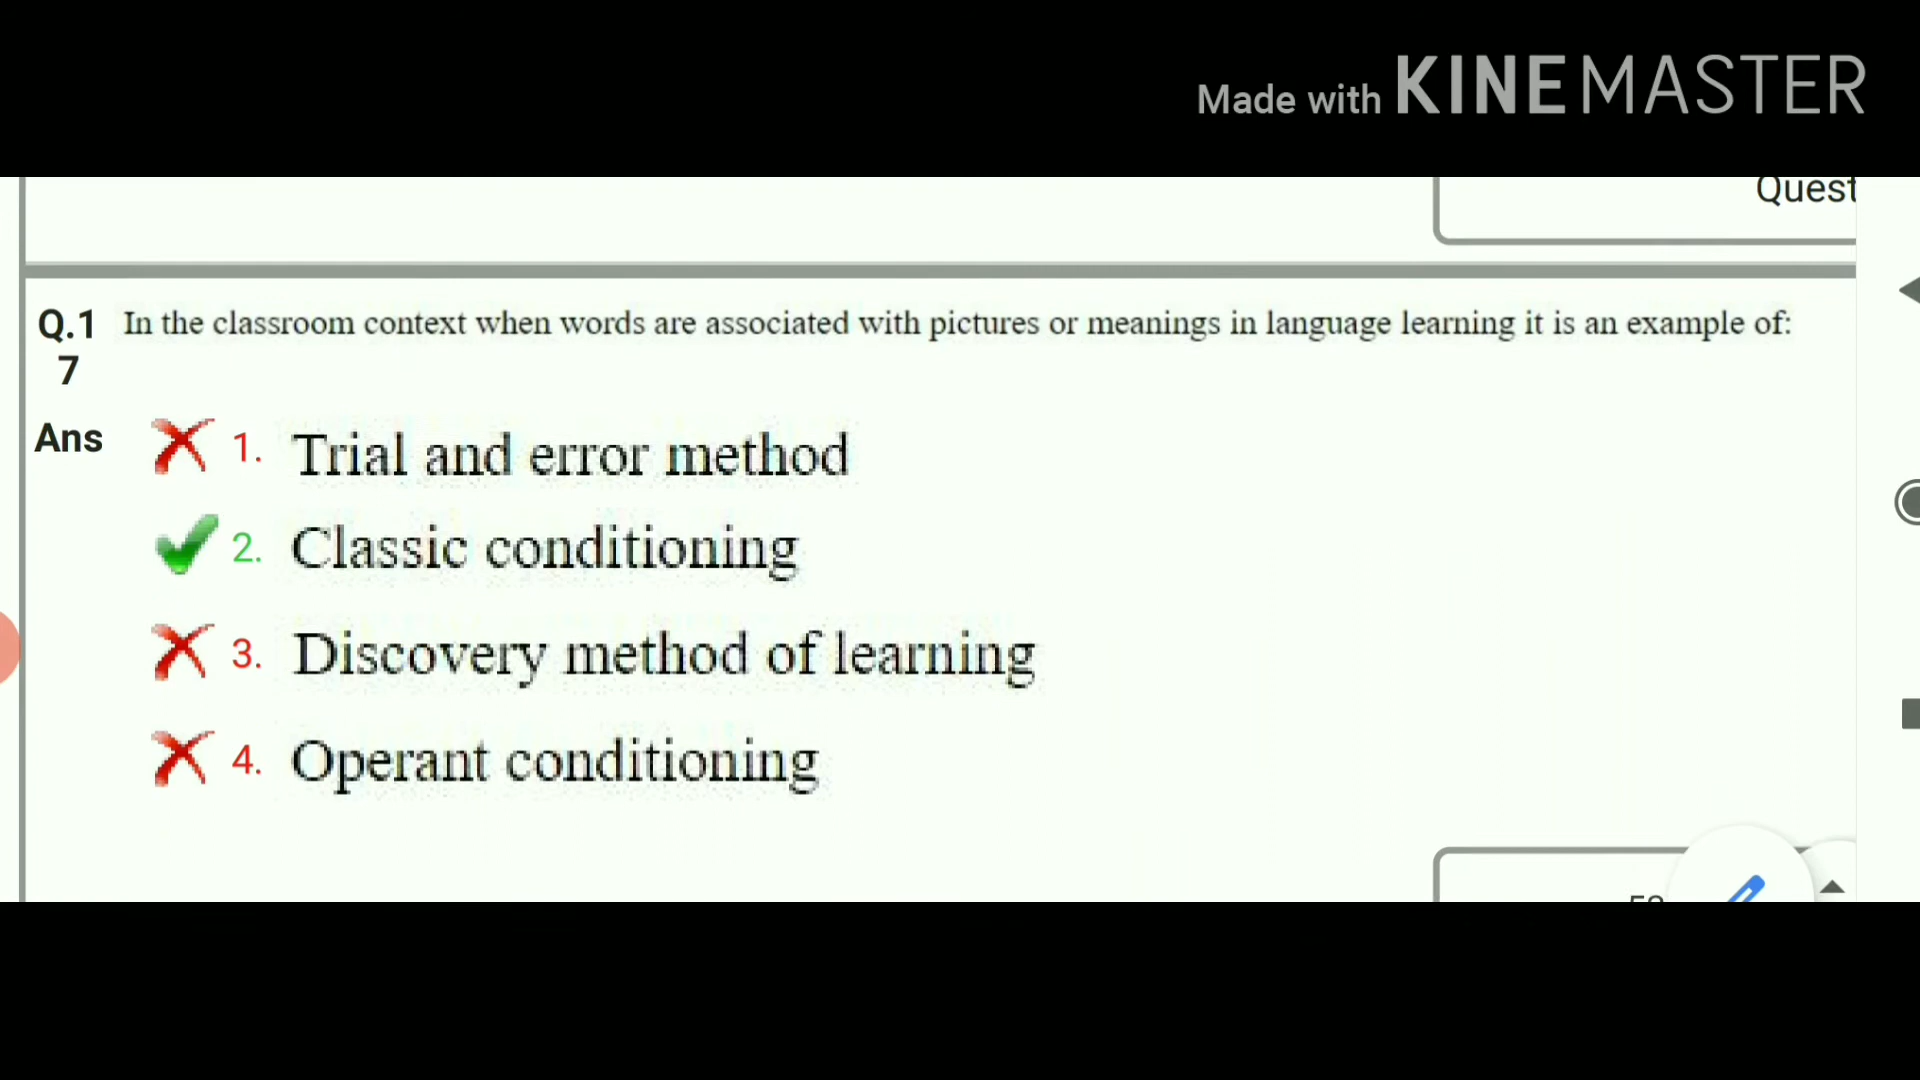 Made with KINEMASTER
Quest
Q.1 In the classroom context when words are associated with pictures or meanings in language learning it is an example of:
7
Ans 1. Trial and error method
2. Classic conditioning
3. Discovery method of learning
4. Operant conditioning